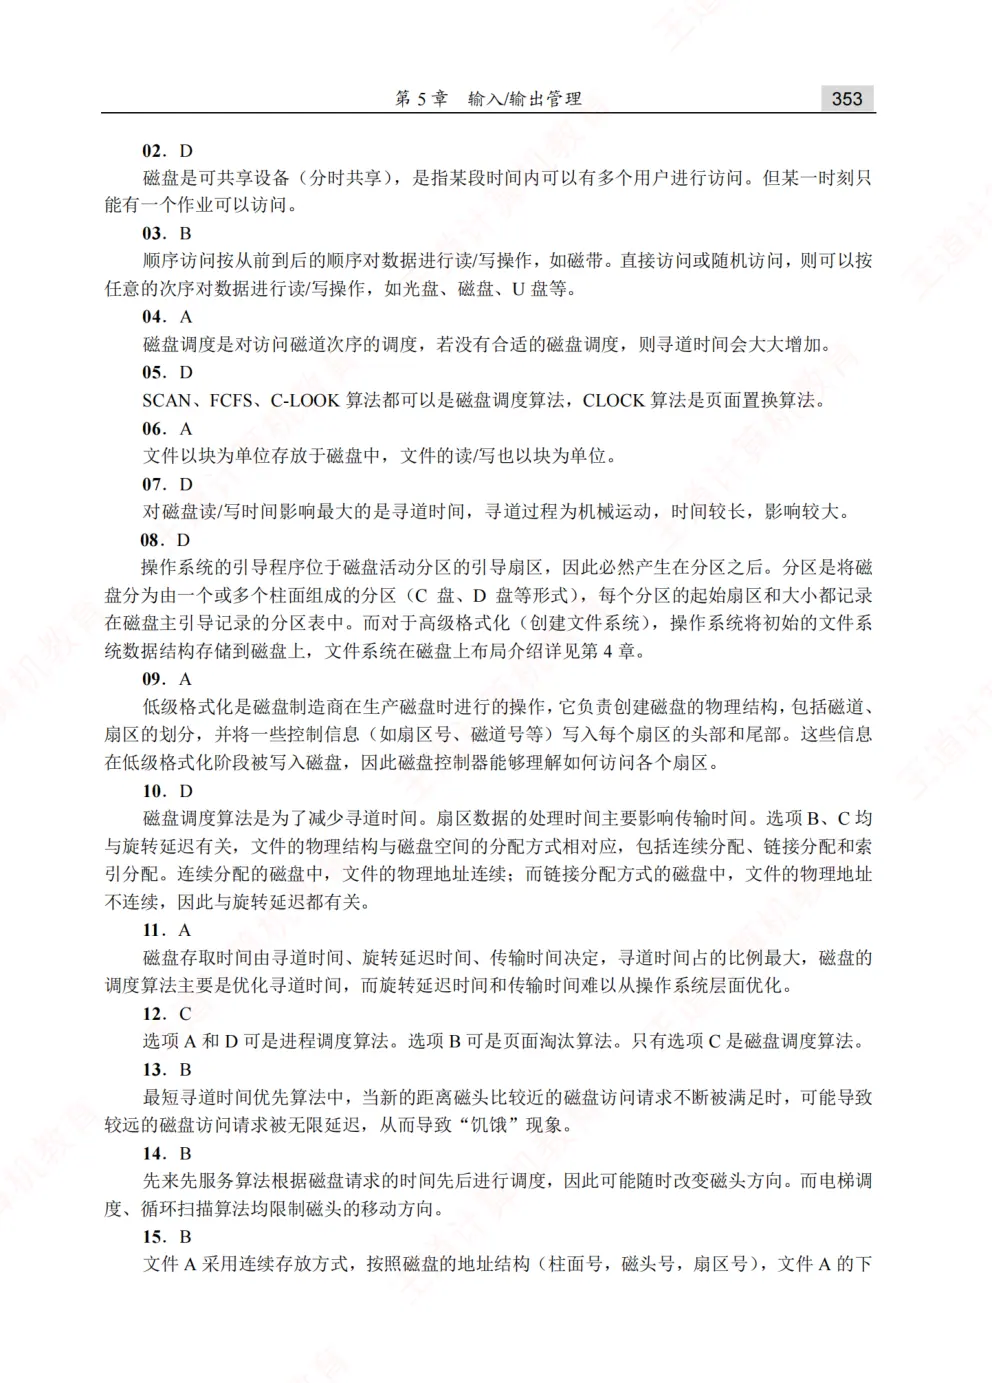 第 5 章 输入/输出管理 353
02．D
磁盘是可共享设备（分时共享），是指某段时间内可以有多个用户进行访问。但某一时刻只
能有一个作业可以访问。
03．B
顺序访问按从前到后的顺序对数据进行读/写操作，如磁带。直接访问或随机访问，则可以按
任意的次序对数据进行读/写操作，如光盘、磁盘、U 盘等。
04．A
磁盘调度是对访问磁道次序的调度，若没有合适的磁盘调度，则寻道时间会大大增加。
05．D
SCAN、FCFS、C-LOOK 算法都可以是磁盘调度算法，CLOCK 算法是页面置换算法。
06．A
文件以块为单位存放于磁盘中，文件的读/写也以块为单位。
07．D
对磁盘读/写时间影响最大的是寻道时间，寻道过程为机械运动，时间较长，影响较大。
08．D
操作系统的引导程序位于磁盘活动分区的引导扇区，因此必然产生在分区之后。分区是将磁
盘分为由一个或多个柱面组成的分区（C 盘、D 盘等形式），每个分区的起始扇区和大小都记录
在磁盘主引导记录的分区表中。而对于高级格式化（创建文件系统），操作系统将初始的文件系
统数据结构存储到磁盘上，文件系统在磁盘上布局介绍详见第 4 章。
09．A
低级格式化是磁盘制造商在生产磁盘时进行的操作，它负责创建磁盘的物理结构，包括磁道、
扇区的划分，并将一些控制信息（如扇区号、磁道号等）写入每个扇区的头部和尾部。这些信息
在低级格式化阶段被写入磁盘，因此磁盘控制器能够理解如何访问各个扇区。
10．D
磁盘调度算法是为了减少寻道时间。扇区数据的处理时间主要影响传输时间。选项 B、C 均
与旋转延迟有关，文件的物理结构与磁盘空间的分配方式相对应，包括连续分配、链接分配和索
引分配。连续分配的磁盘中，文件的物理地址连续；而链接分配方式的磁盘中，文件的物理地址
不连续，因此与旋转延迟都有关。
11．A
磁盘存取时间由寻道时间、旋转延迟时间、传输时间决定，寻道时间占的比例最大，磁盘的
调度算法主要是优化寻道时间，而旋转延迟时间和传输时间难以从操作系统层面优化。
12．C
选项 A 和 D 可是进程调度算法。选项 B 可是页面淘汰算法。只有选项 C 是磁盘调度算法。
13．B
最短寻道时间优先算法中，当新的距离磁头比较近的磁盘访问请求不断被满足时，可能导致
较远的磁盘访问请求被无限延迟，从而导致“饥饿”现象。
14．B
先来先服务算法根据磁盘请求的时间先后进行调度，因此可能随时改变磁头方向。而电梯调
度、循环扫描算法均限制磁头的移动方向。
15．B
文件 A 采用连续存放方式，按照磁盘的地址结构（柱面号，磁头号，扇区号），文件 A 的下